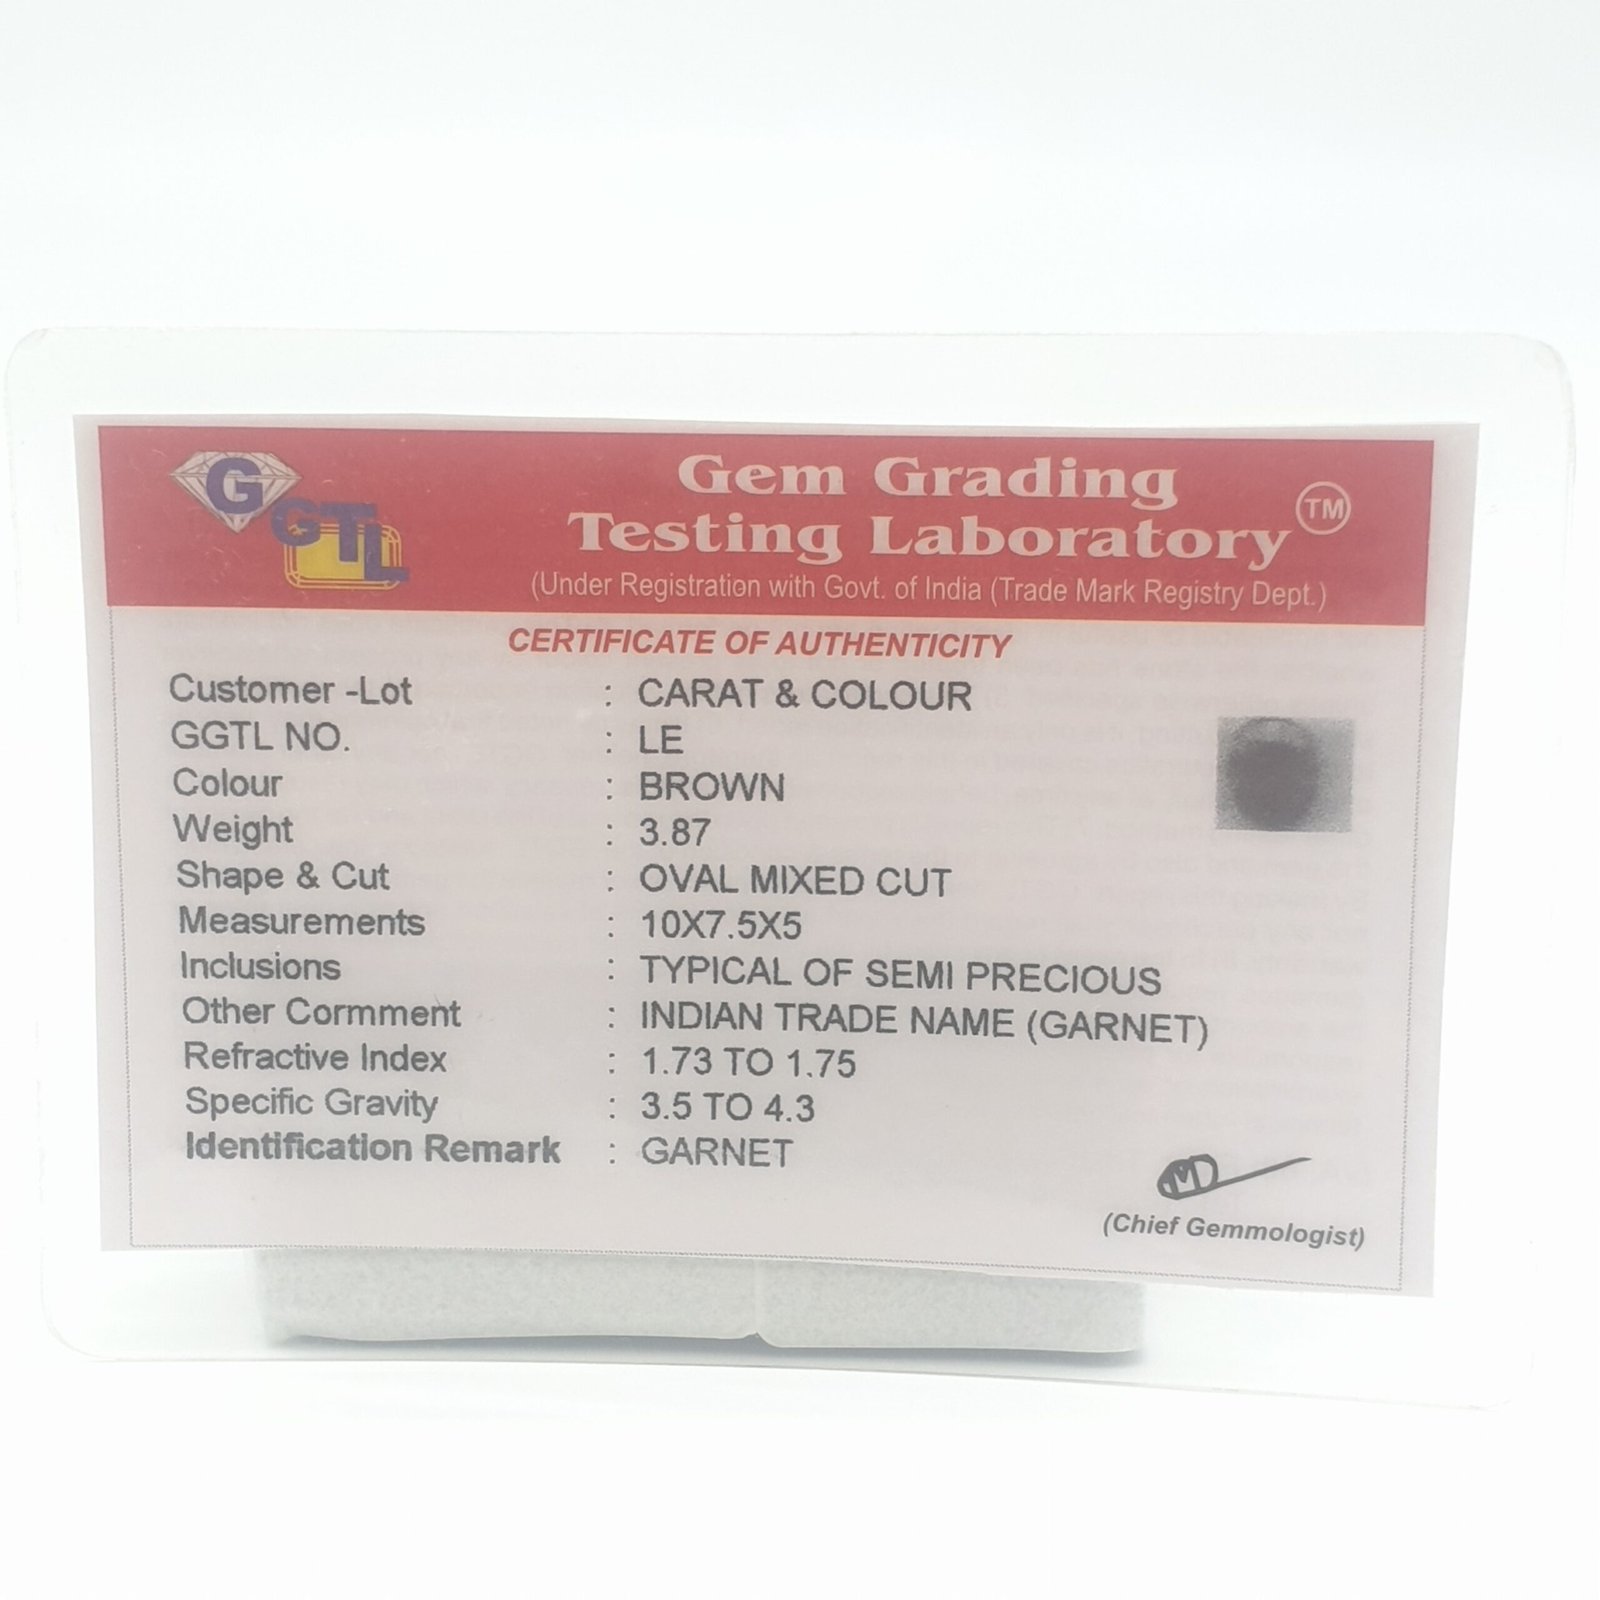 GGTL
Gem Grading
Testing Laboratory TM
(Under Registration with Govt. of India (Trade Mark Registry Dept.)
CERTIFICATE OF AUTHENTICITY
Customer -Lot : CARAT & COLOUR
GGTL NO. : LE
Colour : BROWN
Weight : 3.87
Shape & Cut : OVAL MIXED CUT
Measurements : 10X7.5X5
Inclusions : TYPICAL OF SEMI PRECIOUS
Other Cormment : INDIAN TRADE NAME (GARNET)
Refractive Index : 1.73 TO 1.75
Specific Gravity : 3.5 TO 4.3
Identification Remark : GARNET
MD
(Chief Gemmologist)